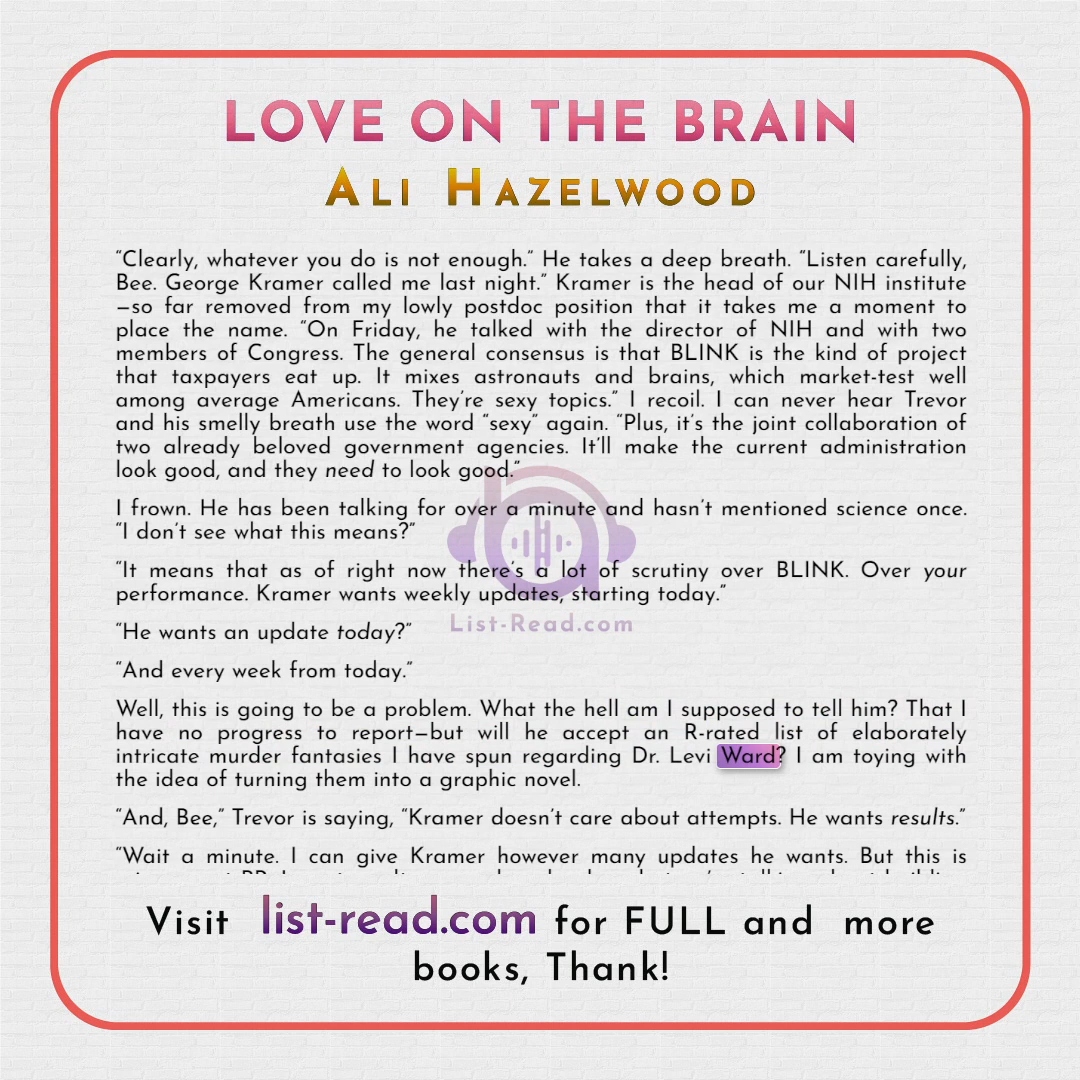 LOVE ON THE BRAIN
ALI HAZELWOOD
“Clearly, whatever you do is not enough.” He takes a deep breath. “Listen carefully,
Bee. George Kramer called me last night.” Kramer is the head of our NIH institute
—so far removed from my lowly postdoc position that it takes me a moment to
place the name. “On Friday, he talked with the director of NIH and with two
members of Congress. The general consensus is that BLINK is the kind of project
that taxpayers eat up. It mixes astronauts and brains, which market-test well
among average Americans. They’re sexy topics.” I recoil. I can never hear Trevor
and his smelly breath use the word “sexy” again. “Plus, it’s the joint collaboration of
two already beloved government agencies. It’ll make the current administration
look good, and they need to look good.”
I frown. He has been talking for over a minute and hasn’t mentioned science once.
“I don’t see what this means?”
“It means that as of right now there’s a lot of scrutiny over BLINK. Over your
performance. Kramer wants weekly updates, starting today.”
List-Read.com
“He wants an update today?”
“And every week from today.”
Well, this is going to be a problem. What the hell am I supposed to tell him? That I
have no progress to report—but will he accept an R-rated list of elaborately
intricate murder fantasies I have spun regarding Dr. Levi Ward? I am toying with
the idea of turning them into a graphic novel.
“And, Bee,” Trevor is saying, “Kramer doesn’t care about attempts. He wants results.”
“Wait a minute. I can give Kramer however many updates he wants. But this is
Visit list-read.com for FULL and more
books, Thank!